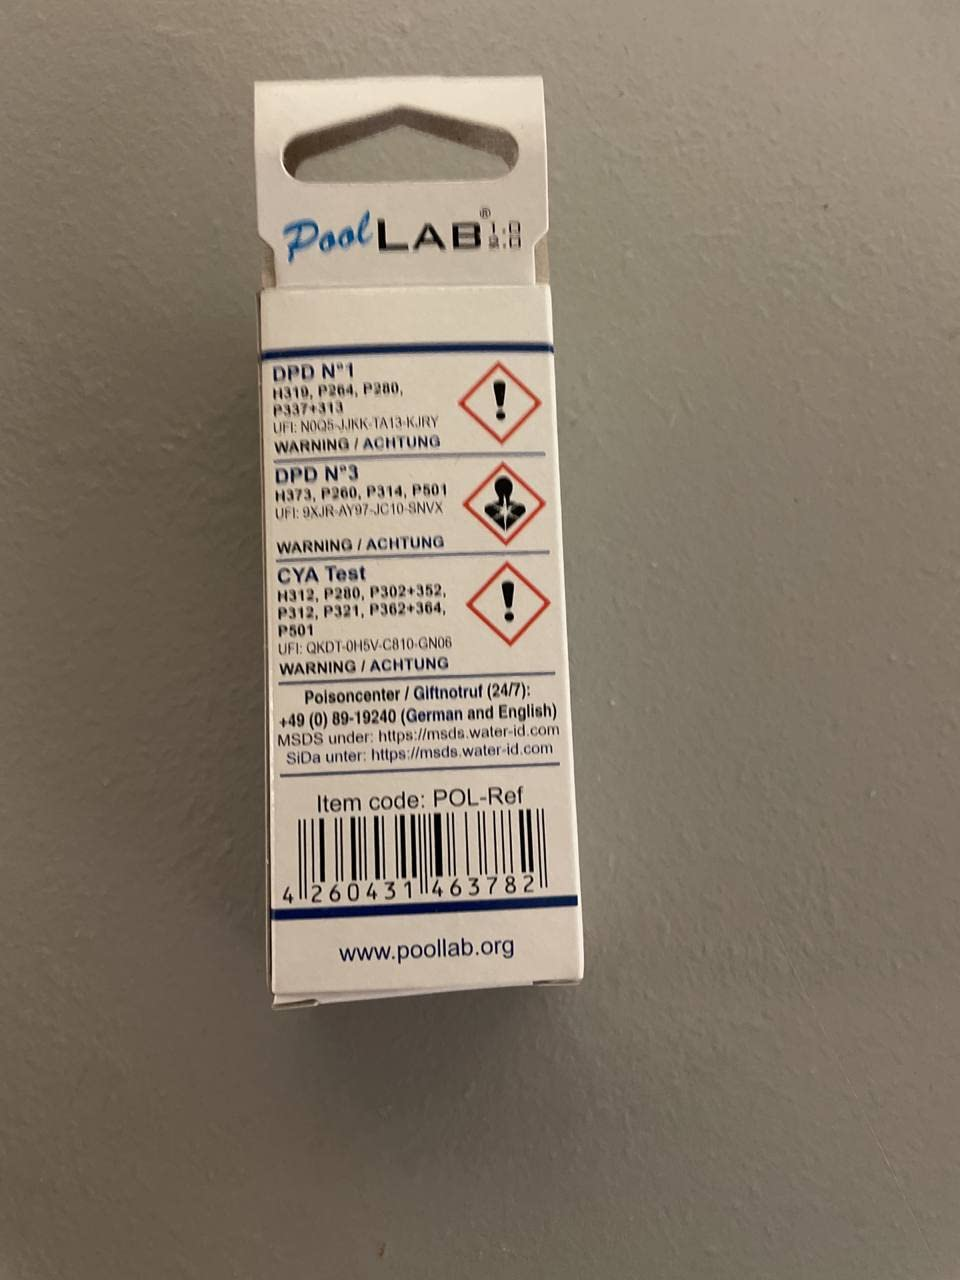 PoolLAB® 1.0
2.0
DPD N°1
H319, P264, P280,
P337+313
UFI: N0Q5-JJKK-TA13-KJRY
WARNING / ACHTUNG
DPD N°3
H373, P260, P314, P501
UFI: 9XJR-AY97-JC10-SNVX
WARNING / ACHTUNG
CYA Test
H312, P280, P302+352,
P312, P321, P362+364,
P501
UFI: QKDT-0H5V-C810-GN06
WARNING / ACHTUNG
Poisoncenter / Giftnotruf (24/7):
+49 (0) 89-19240 (German and English)
MSDS under: https://msds.water-id.com
SiDa unter: https://msds.water-id.com
Item code: POL-Ref
4 260431 463782
www.poollab.org